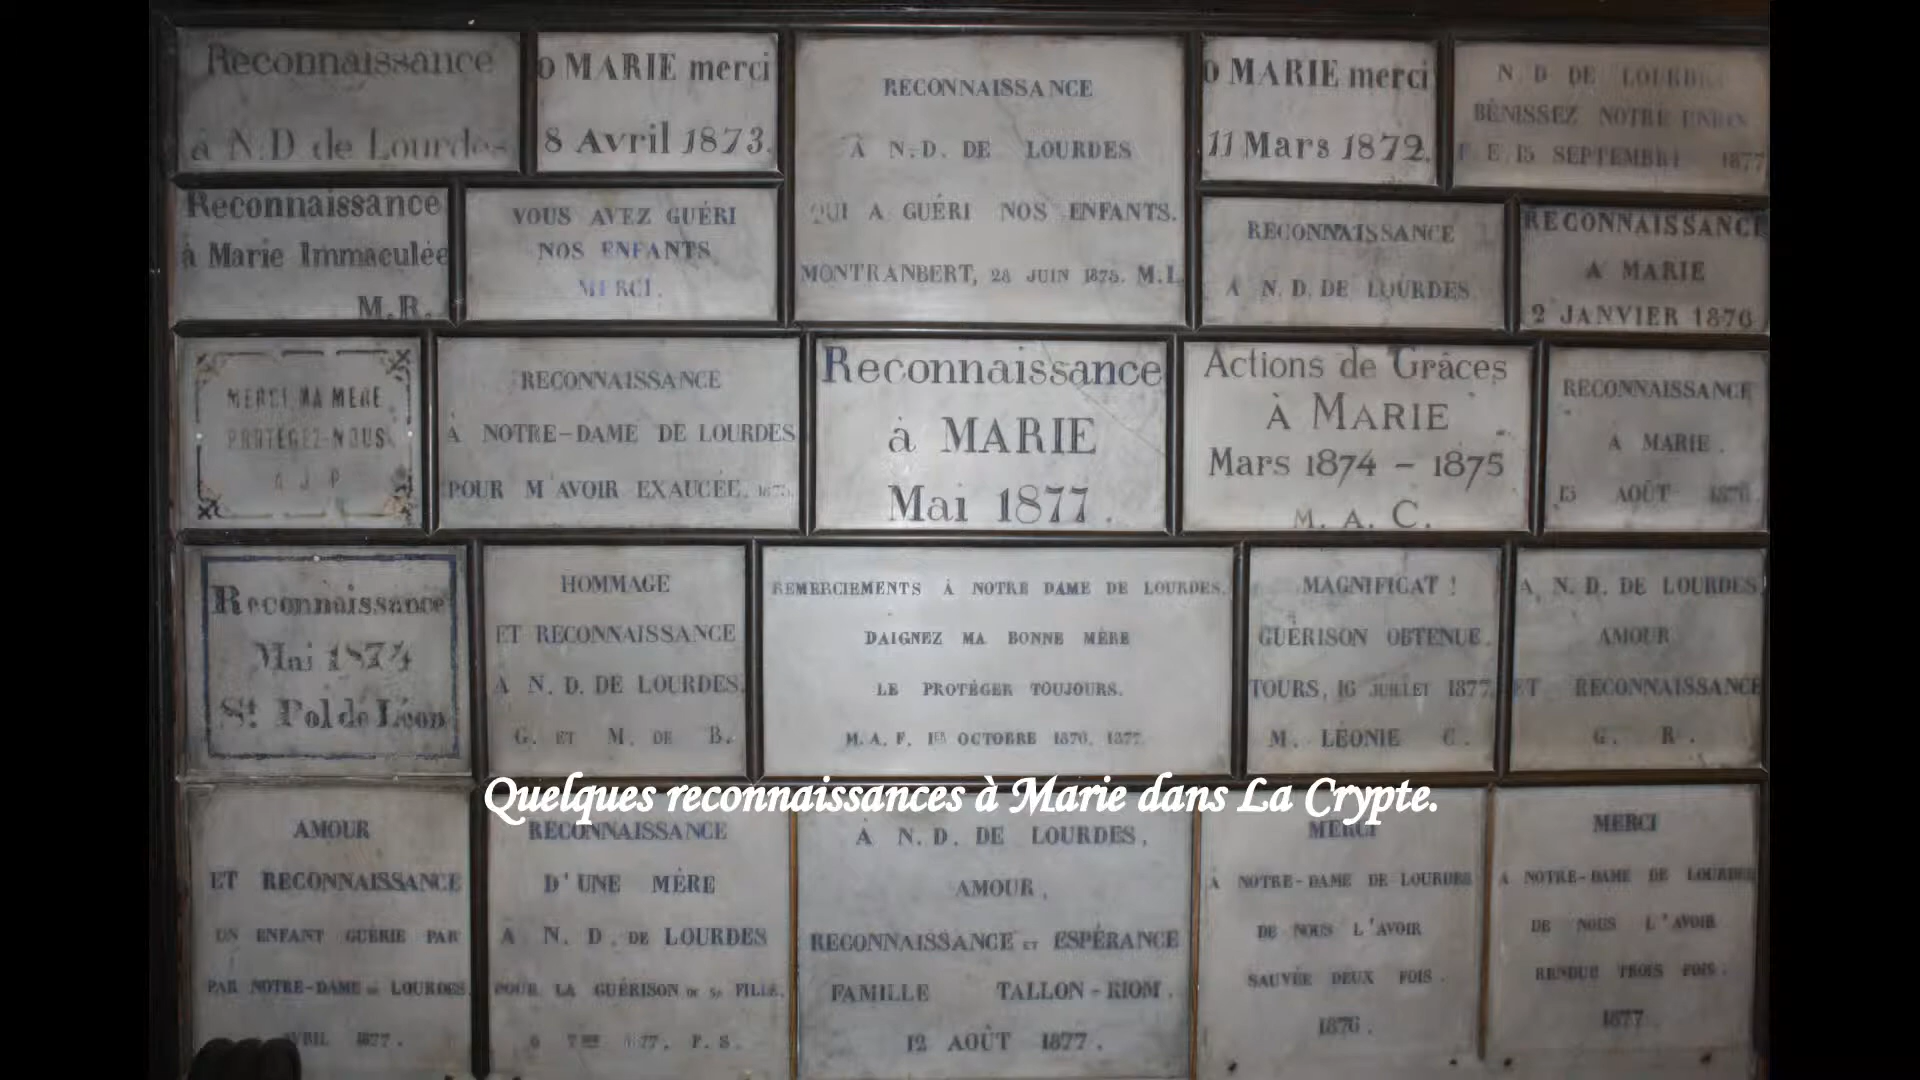 Reconnaissance
à N.D de Lourdes
O MARIE merci
8 Avril 1873.
RECONNAISSANCE
À N.D. DE LOURDES
QUI A GUÉRI NOS ENFANTS.
MONTRANBERT, 28 JUIN 1875. M.L
O MARIE merci
11 Mars 1872.
N. D. DE LOURDES
BÉNISSEZ NOTRE UNION
F. E. 15 SEPTEMBRE 1877
Reconnaissance
à Marie Immaculée
M.R.
VOUS AVEZ GUÉRI
NOS ENFANTS
MERCI.
RECONNAISSANCE
À N.D. DE LOURDES
RECONNAISSANCE
A MARIE
2 JANVIER 1876
MERCI MA MÈRE
PROTÉGEZ-NOUS
J P
RECONNAISSANCE
À NOTRE-DAME DE LOURDES
POUR M'AVOIR EXAUCÉE.
Reconnaissance
à MARIE
Mai 1877.
Actions de Grâces
À MARIE
Mars 1874 - 1875
M. A. C.
RECONNAISSANCE
A MARIE.
15 AOÛT
Reconnaissance
Mai 1874
St Pol de Léon
HOMMAGE
ET RECONNAISSANCE
A N. D. DE LOURDES.
G. ET M. DE B.
REMERCIEMENTS À NOTRE DAME DE LOURDES.
DAIGNEZ MA BONNE MÈRE
LE PROTÉGER TOUJOURS.
M. A. F. 1ER OCTOBRE 1876. 1877
MAGNIFICAT !
GUÉRISON OBTENUE.
TOURS, 16 JUILLET 1877
M. LÉONIE C.
A N. D. DE LOURDES
AMOUR
ET RECONNAISSANCE
G. R.
Quelques reconnaissances à Marie dans La Crypte.
AMOUR
ET RECONNAISSANCE
UN ENFANT GUÉRIE PAR
PAR NOTRE-DAME DE LOURDES
AVRIL 1877.
RECONNAISSANCE
D'UNE MÈRE
A N. D. DE LOURDES
POUR LA GUÉRISON DE SA FILLE.
1877. P. S.
À N. D. DE LOURDES,
AMOUR,
RECONNAISSANCE ET ESPÉRANCE
FAMILLE TALLON-RIOM.
12 AOÛT 1877.
MERCI
À NOTRE-DAME DE LOURDES
DE NOUS L'AVOIR
SAUVÉE DEUX FOIS.
1876.
MERCI
A NOTRE-DAME DE LOURDES
DE NOUS L'AVOIR
RENDUE TROIS FOIS.
1877